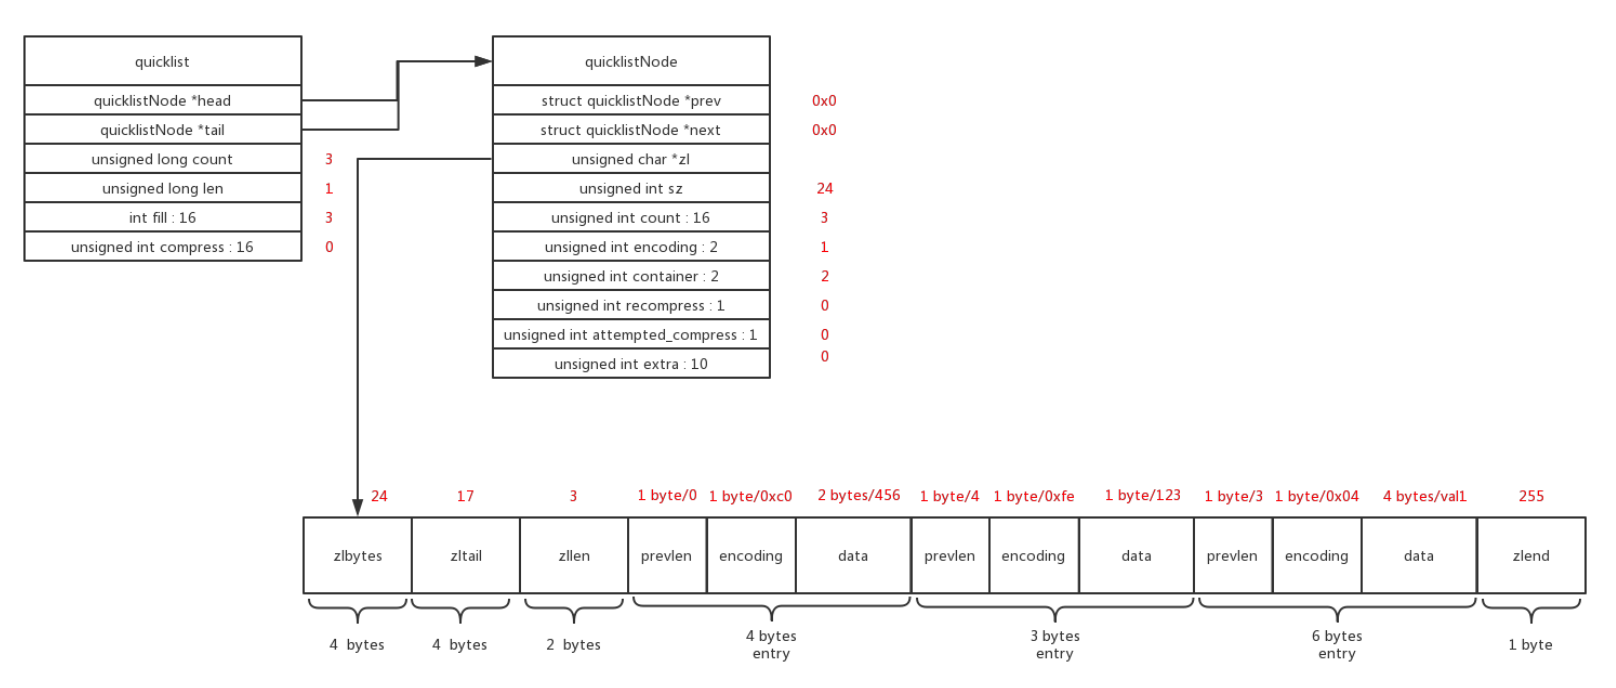 quicklist
quicklistNode *head
quicklistNode *tail
unsigned long count 3
unsigned long len 1
int fill : 16 3
unsigned int compress : 16 0
quicklistNode
struct quicklistNode *prev 0x0
struct quicklistNode *next 0x0
unsigned char *zl
unsigned int sz 24
unsigned int count : 16 3
unsigned int encoding : 2 1
unsigned int container : 2 2
unsigned int recompress : 1 0
unsigned int attempted_compress : 1 0
unsigned int extra : 10 0
24 17 3 1 byte/0 1 byte/0xc0 2 bytes/456 1 byte/4 1 byte/0xfe 1 byte/123 1 byte/3 1 byte/0x04 4 bytes/val1 255
zlbytes zltail zllen prevlen encoding data prevlen encoding data prevlen encoding data zlend
4 bytes 4 bytes 2 bytes 4 bytes 3 bytes 6 bytes 1 byte
entry entry entry